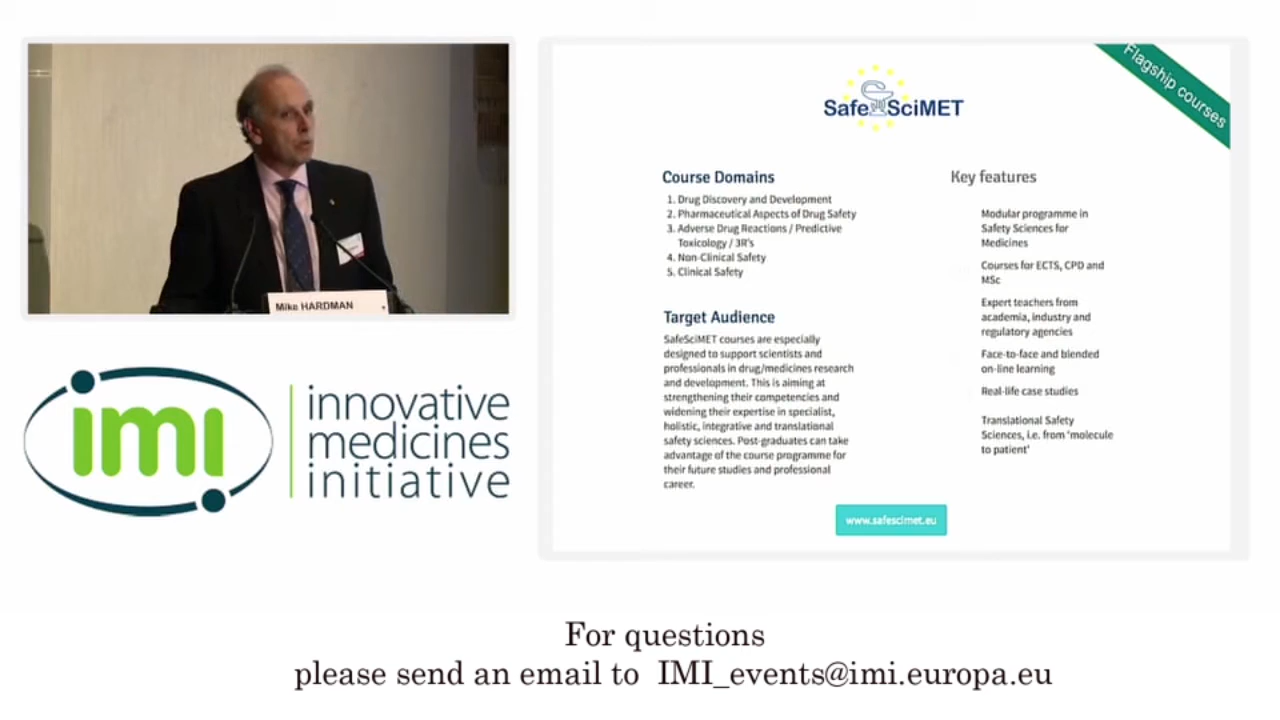 Mike HARDMAN
imi
innovative
medicines
initiative
Flagship courses
SafeSciMET
Course Domains
1. Drug Discovery and Development
2. Pharmaceutical Aspects of Drug Safety
3. Adverse Drug Reactions / Predictive
Toxicology / 3R's
4. Non-Clinical Safety
5. Clinical Safety
Target Audience
SafeSciMET courses are especially
designed to support scientists and
professionals in drug/medicines research
and development. This is aiming at
strengthening their competencies and
widening their expertise in specialist,
holistic, integrative and translational
safety sciences. Post-graduates can take
advantage of the course programme for
their future studies and professional
career.
Key features
Modular programme in
Safety Sciences for
Medicines
Courses for ECTS, CPD and
MSc
Expert teachers from
academia, industry and
regulatory agencies
Face-to-face and blended
on-line learning
Real-life case studies
Translational Safety
Sciences, i.e. from 'molecule
to patient'
www.safescimet.eu
For questions
please send an email to IMI_events@imi.europa.eu